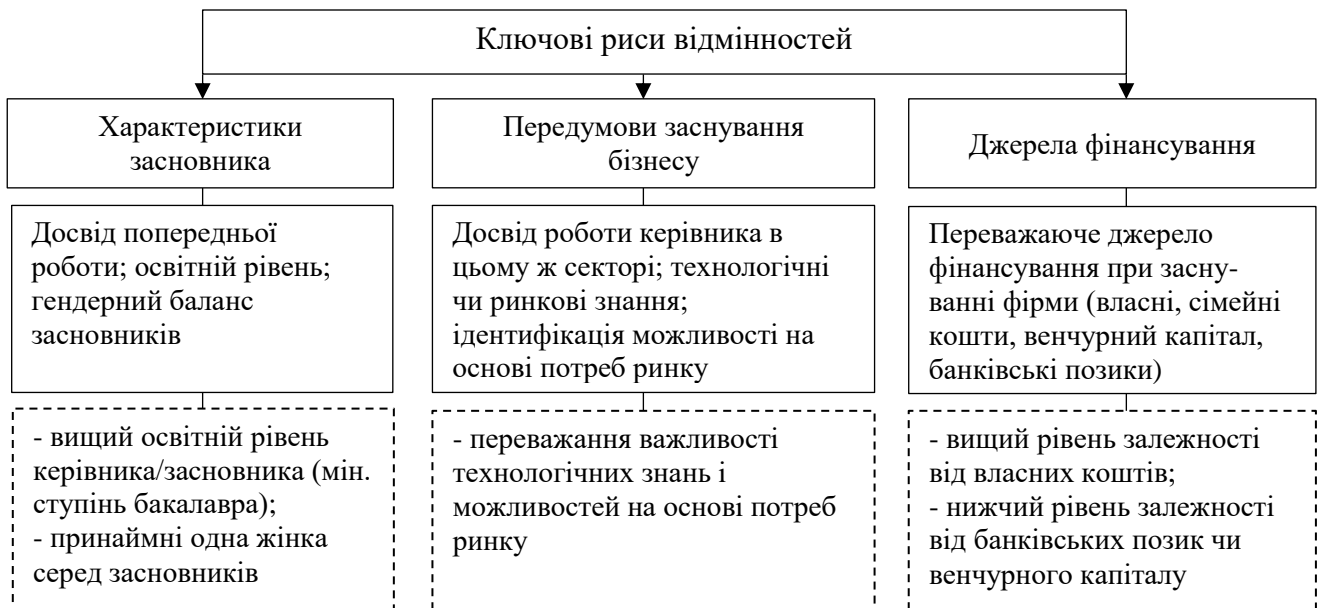 Ключові риси відмінностей
Характеристики
засновника
Досвід попередньої
роботи; освітній рівень;
гендерний баланс
засновників
- вищий освітній рівень
керівника/засновника (мін.
ступінь бакалавра);
- принаймні одна жінка
серед засновників
Передумови заснування
бізнесу
Досвід роботи керівника в
цьому ж секторі; технологічні
чи ринкові знання;
ідентифікація можливості на
основі потреб ринку
- переважання важливості
технологічних знань і
можливостей на основі потреб
ринку
Джерела фінансування
Переважаюче джерело
фінансування при засну-
ванні фірми (власні, сімейні
кошти, венчурний капітал,
банківські позики)
- вищий рівень залежності
від власних коштів;
- нижчий рівень залежності
від банківських позик чи
венчурного капіталу